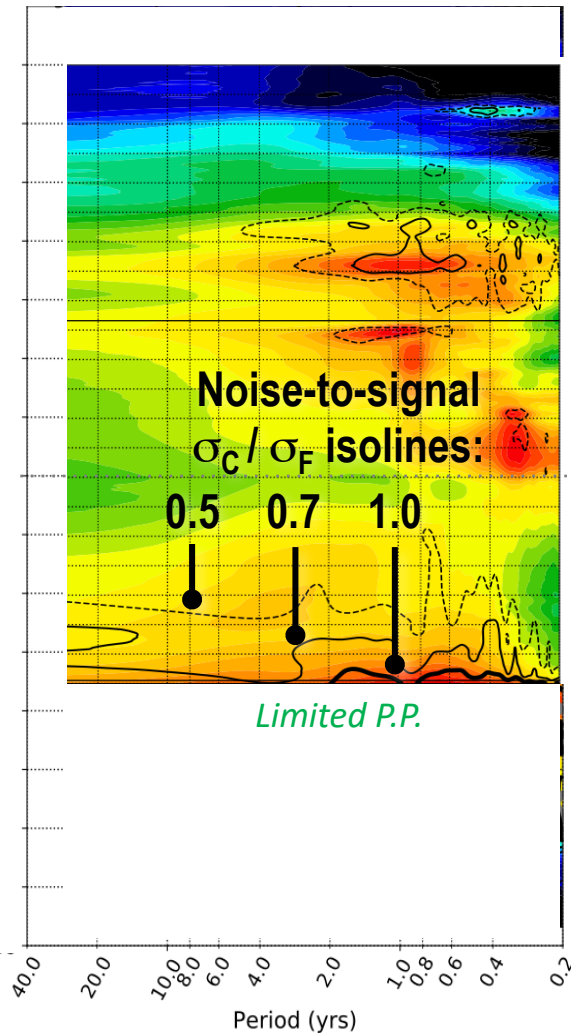 Noise-to-signal
σC / σF isolines:
0.5 0.7 1.0
Limited P.P.
40.0 20.0 10.0 8.0 6.0 4.0 2.0 1.0 0.8 0.6 0.4 0.2
Period (yrs)